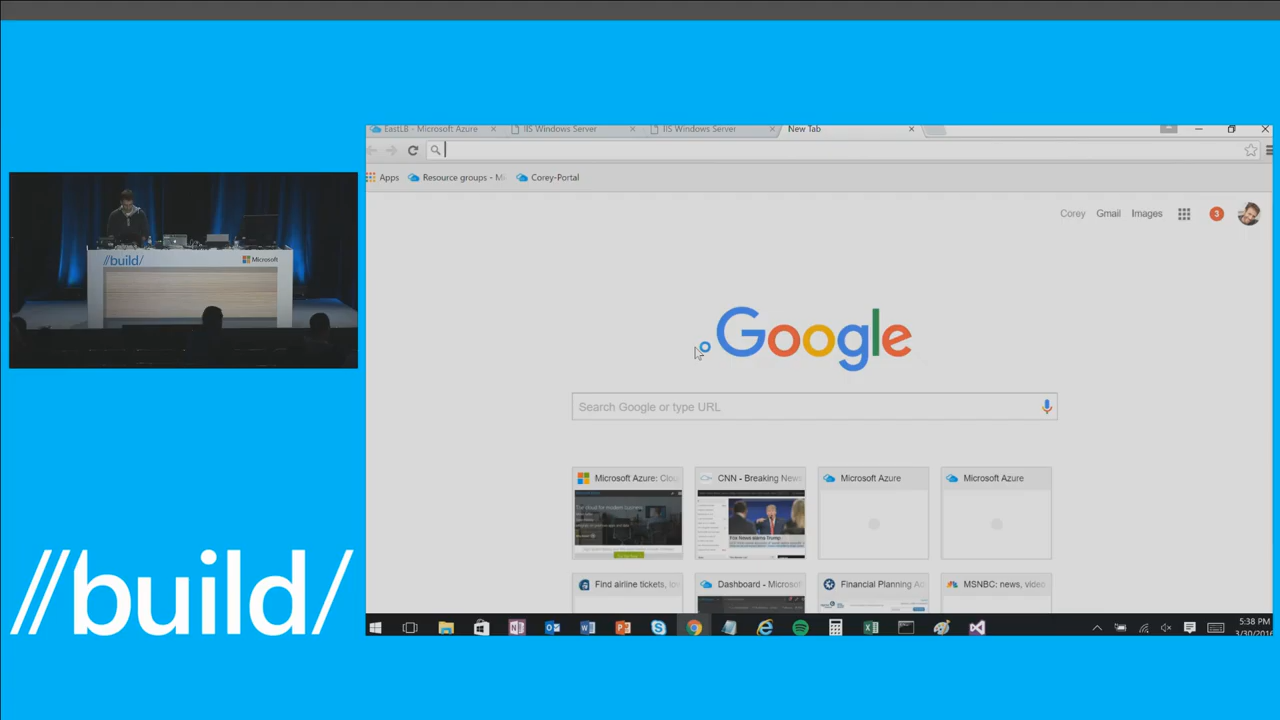 EastLB - Microsoft Azure
IIS Windows Server
IIS Windows Server
New Tab
Apps
Resource groups - Mi
Corey-Portal
Corey
Gmail
Images
3
Google
Search Google or type URL
Microsoft Azure: Clou
CNN - Breaking News
Microsoft Azure
Microsoft Azure
Find airline tickets, lo
Dashboard - Microso
Financial Planning Ac
MSNBC: news, video
5:38 PM
3/30/2016
//build/
Microsoft
//build/